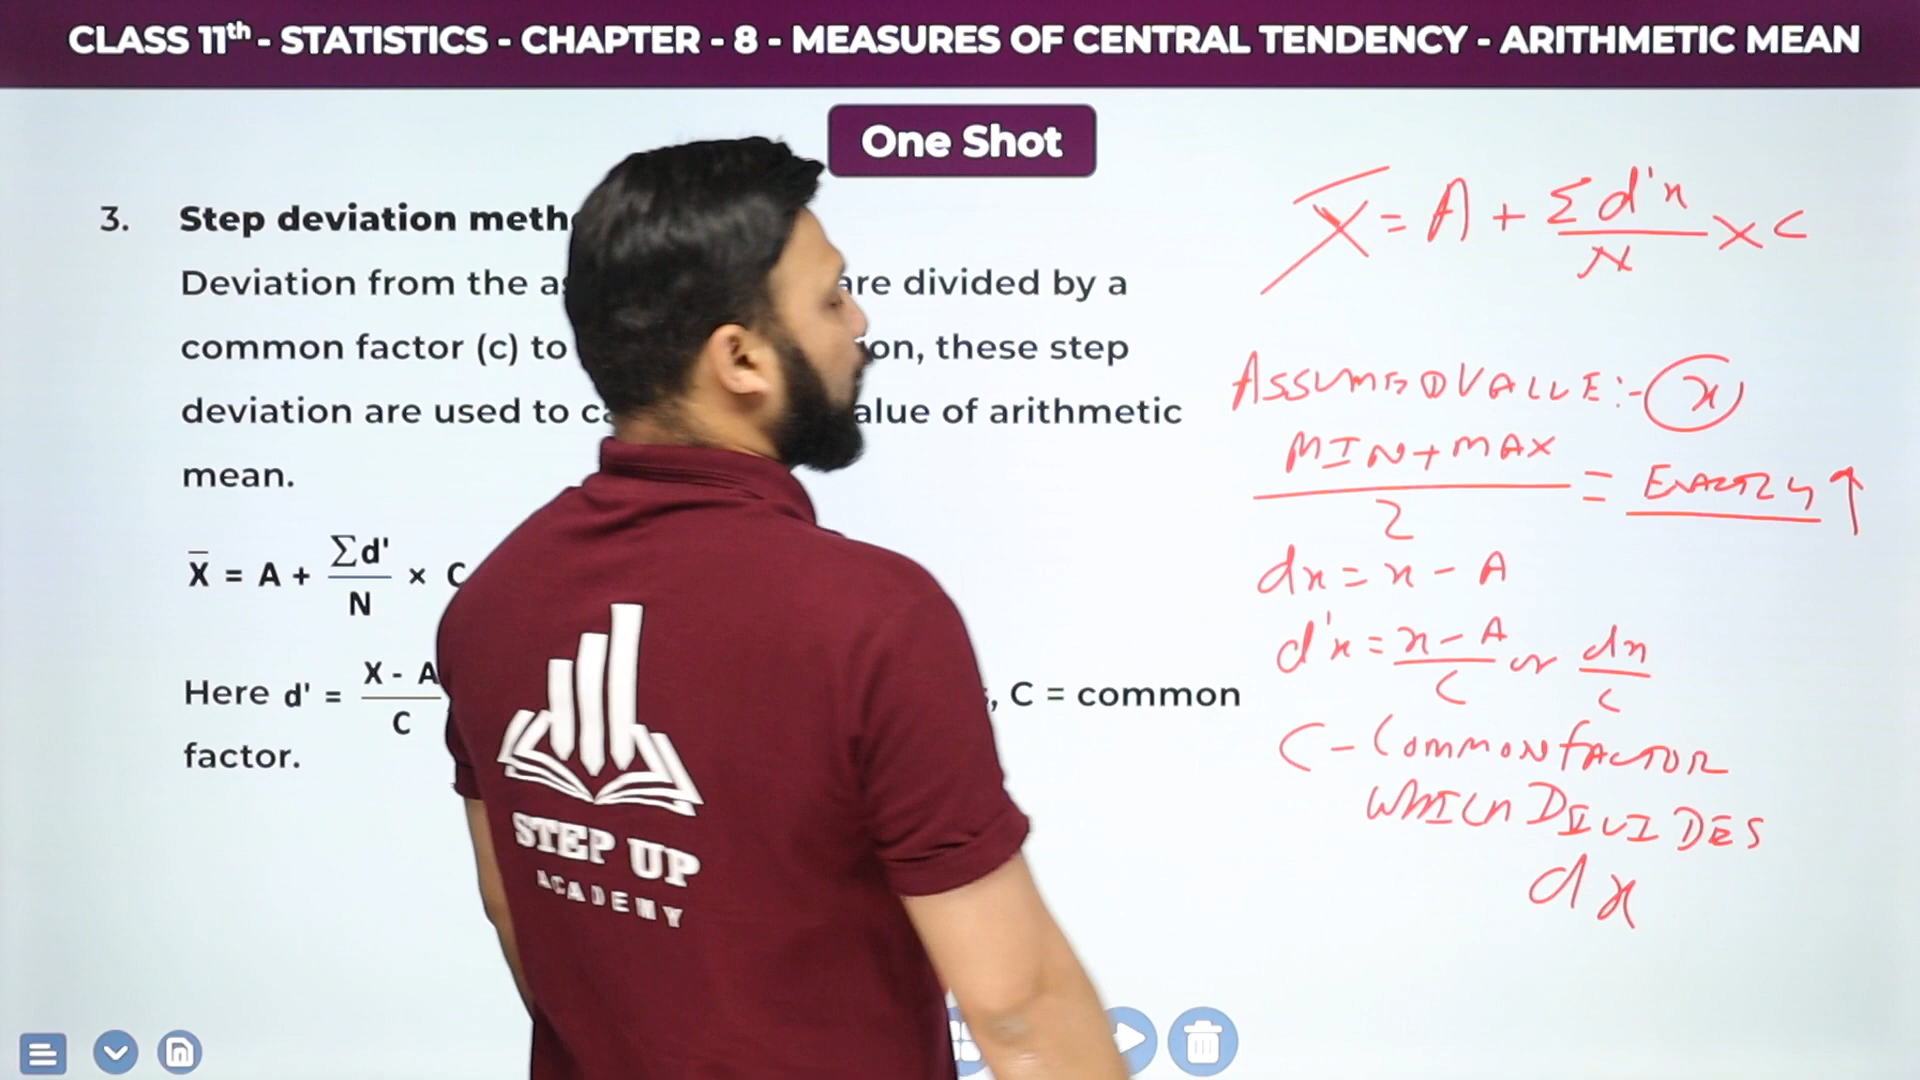 CLASS 11th - STATISTICS - CHAPTER - 8 - MEASURES OF CENTRAL TENDENCY - ARITHMETIC MEAN
One Shot
3. Step deviation meth
Deviation from the a are divided by a
common factor (c) to on, these step
deviation are used to ca alue of arithmetic
mean.
X̄ = A + Σd' / N × C
Here d' = X - A / C , C = common
factor.
X̄ = A + Σd'x / N × C
ASSUMED VALUE :- x
MIN + MAX / 2 = EXACTLY ↑
dx = x - A
d'x = x - A / C or dx / C
C - COMMON FACTOR
WHICH DIVIDES
dx
STEP UP
ACADEMY